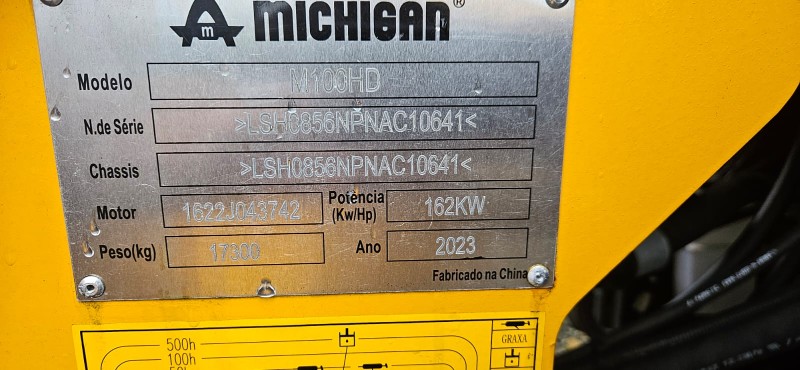 m MICHIGAN®
Modelo M100HD
N.de Série >LSH0856NPNAC10641<
Chassis >LSH0856NPNAC10641<
Motor 1622J043742 Potência (Kw/Hp) 162KW
Peso(kg) 17300 Ano 2023
Fabricado na China
500h
100h
GRAXA